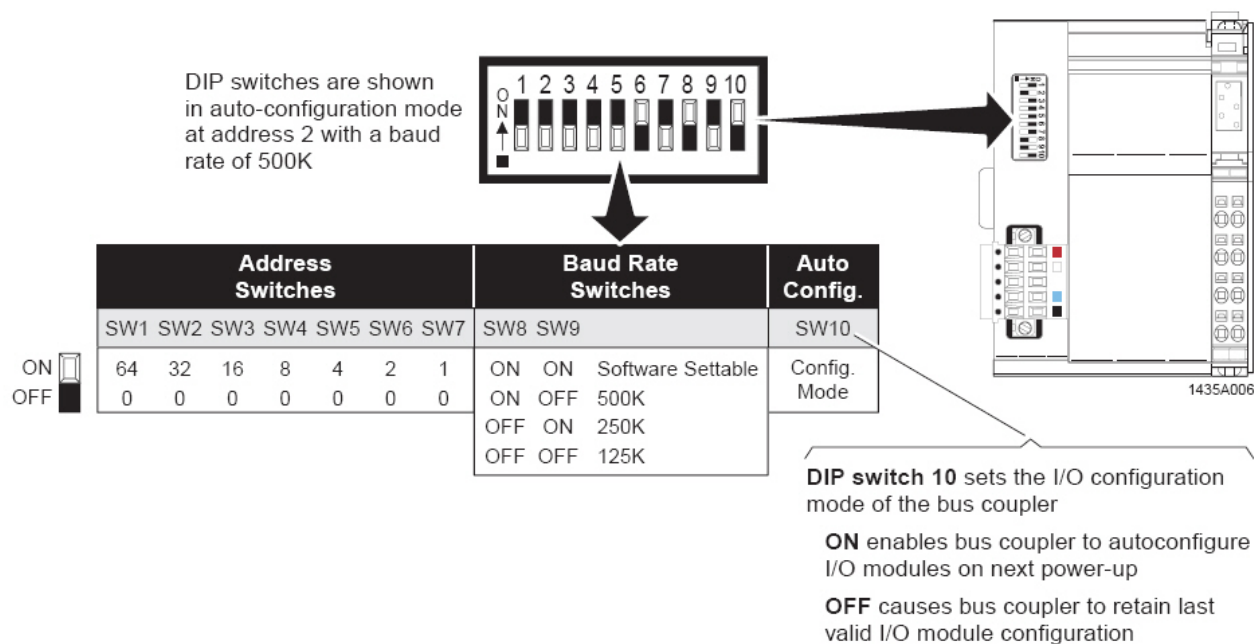 DIP switches are shown
in auto-configuration mode
at address 2 with a baud
rate of 500K
ON
1 2 3 4 5 6 7 8 9 10
Address
Switches
Baud Rate
Switches
Auto
Config.
SW1 SW2 SW3 SW4 SW5 SW6 SW7 SW8 SW9 SW10
ON 64 32 16 8 4 2 1 ON ON Software Settable Config.
Mode
OFF 0 0 0 0 0 0 0 ON OFF 500K
OFF ON 250K
OFF OFF 125K
1435A006
DIP switch 10 sets the I/O configuration
mode of the bus coupler
ON enables bus coupler to autoconfigure
I/O modules on next power-up
OFF causes bus coupler to retain last
valid I/O module configuration